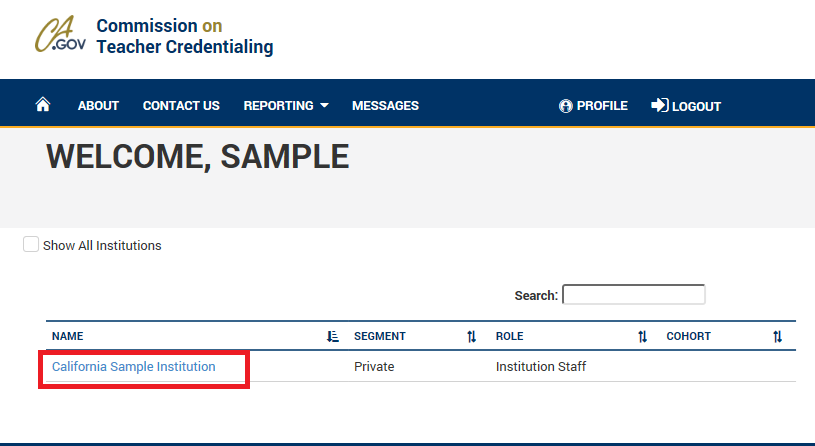 CA
.GOV
Commission on
Teacher Credentialing
ABOUT CONTACT US REPORTING MESSAGES PROFILE LOGOUT
WELCOME, SAMPLE
Show All Institutions
Search:
NAME SEGMENT ROLE COHORT
California Sample Institution Private Institution Staff